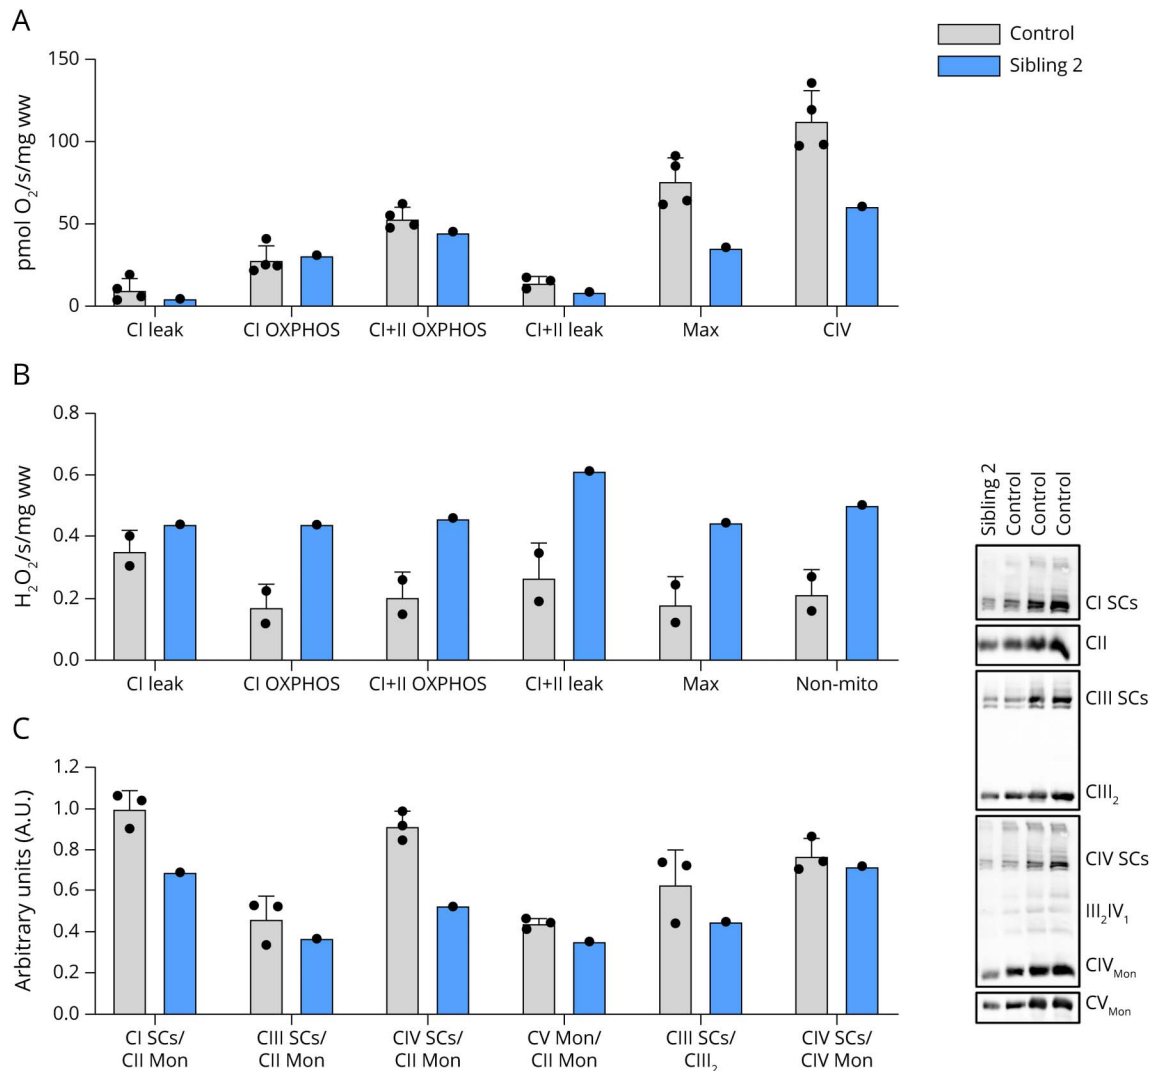 A
Control
Sibling 2
pmol O₂/s/mg ww
150
100
50
0
CI leak
CI OXPHOS
CI+II OXPHOS
CI+II leak
Max
CIV
B
H₂O₂/s/mg ww
0.8
0.6
0.4
0.2
0.0
CI leak
CI OXPHOS
CI+II OXPHOS
CI+II leak
Max
Non-mito
C
Arbitrary units (A.U.)
1.2
1.0
0.8
0.6
0.4
0.2
0.0
CI SCs/
CII Mon
CIII SCs/
CII Mon
CIV SCs/
CII Mon
CV Mon/
CII Mon
CIII SCs/
CIII₂
CIV SCs/
CIV Mon
Sibling 2
Control
Control
Control
CI SCs
CII
CIII SCs
CIII₂
CIV SCs
III₂IV₁
CIV_Mon
CV_Mon